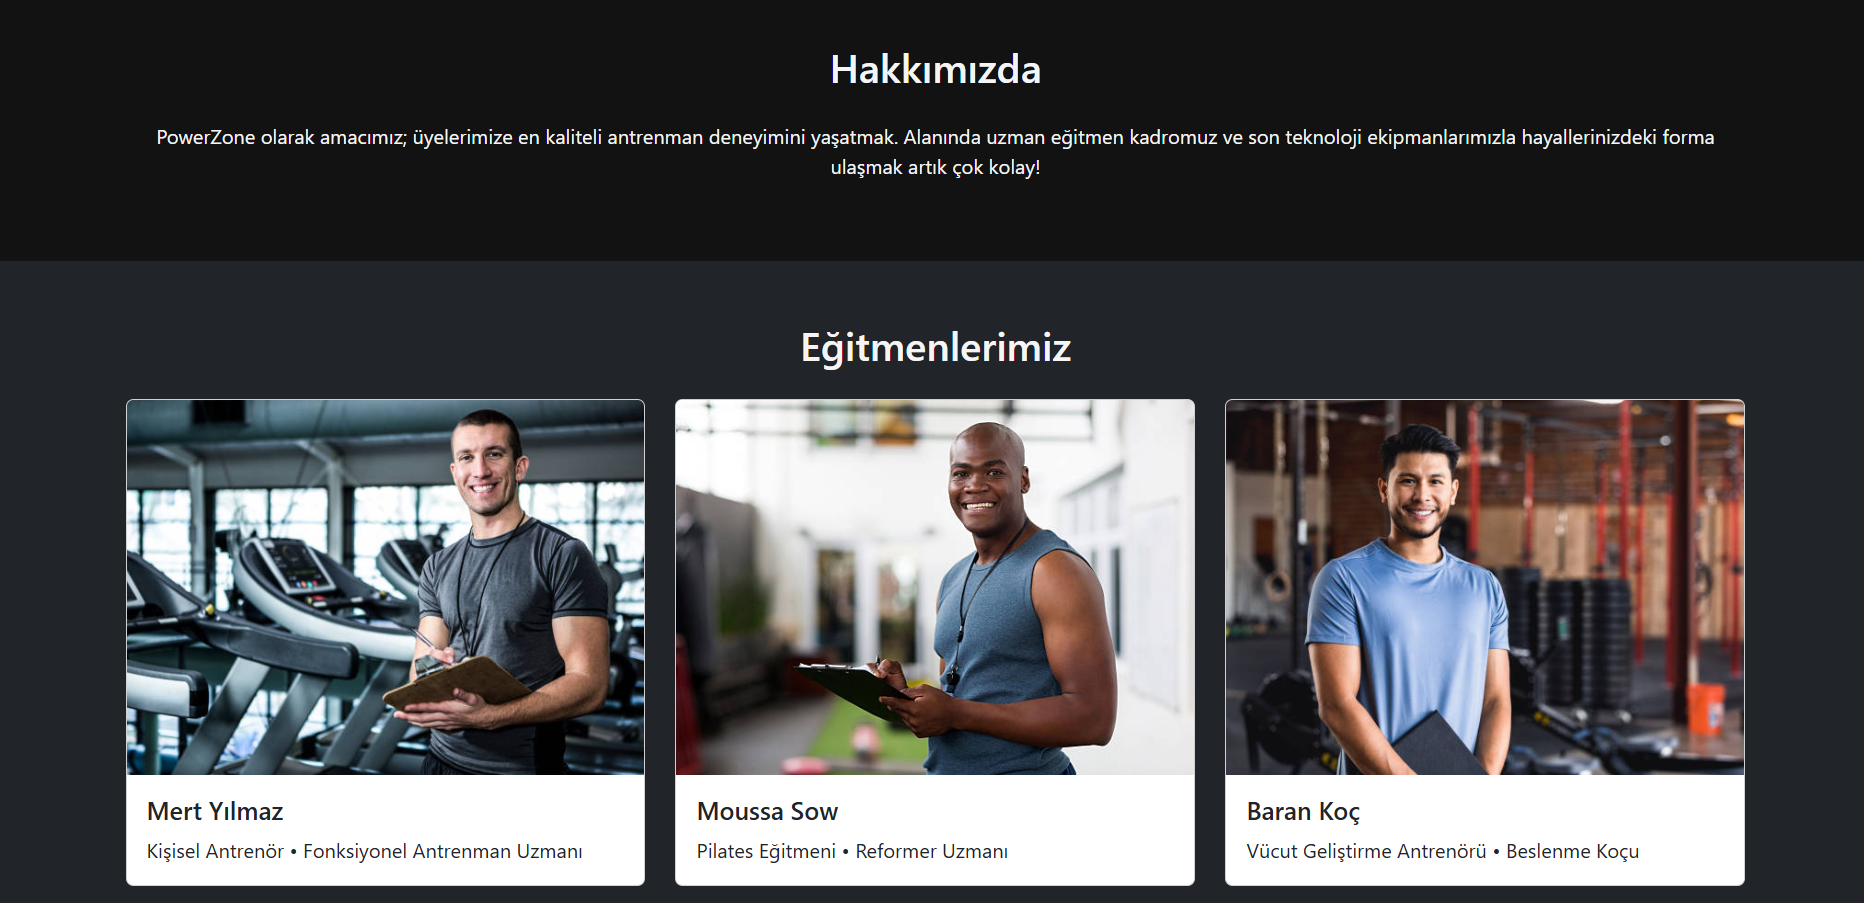 Hakkımızda
PowerZone olarak amacımız; üyelerimize en kaliteli antrenman deneyimini yaşatmak. Alanında uzman eğitmen kadromuz ve son teknoloji ekipmanlarımızla hayallerinizdeki forma
ulaşmak artık çok kolay!
Eğitmenlerimiz
Mert Yılmaz
Kişisel Antrenör • Fonksiyonel Antrenman Uzmanı
Moussa Sow
Pilates Eğitmeni • Reformer Uzmanı
Baran Koç
Vücut Geliştirme Antrenörü • Beslenme Koçu